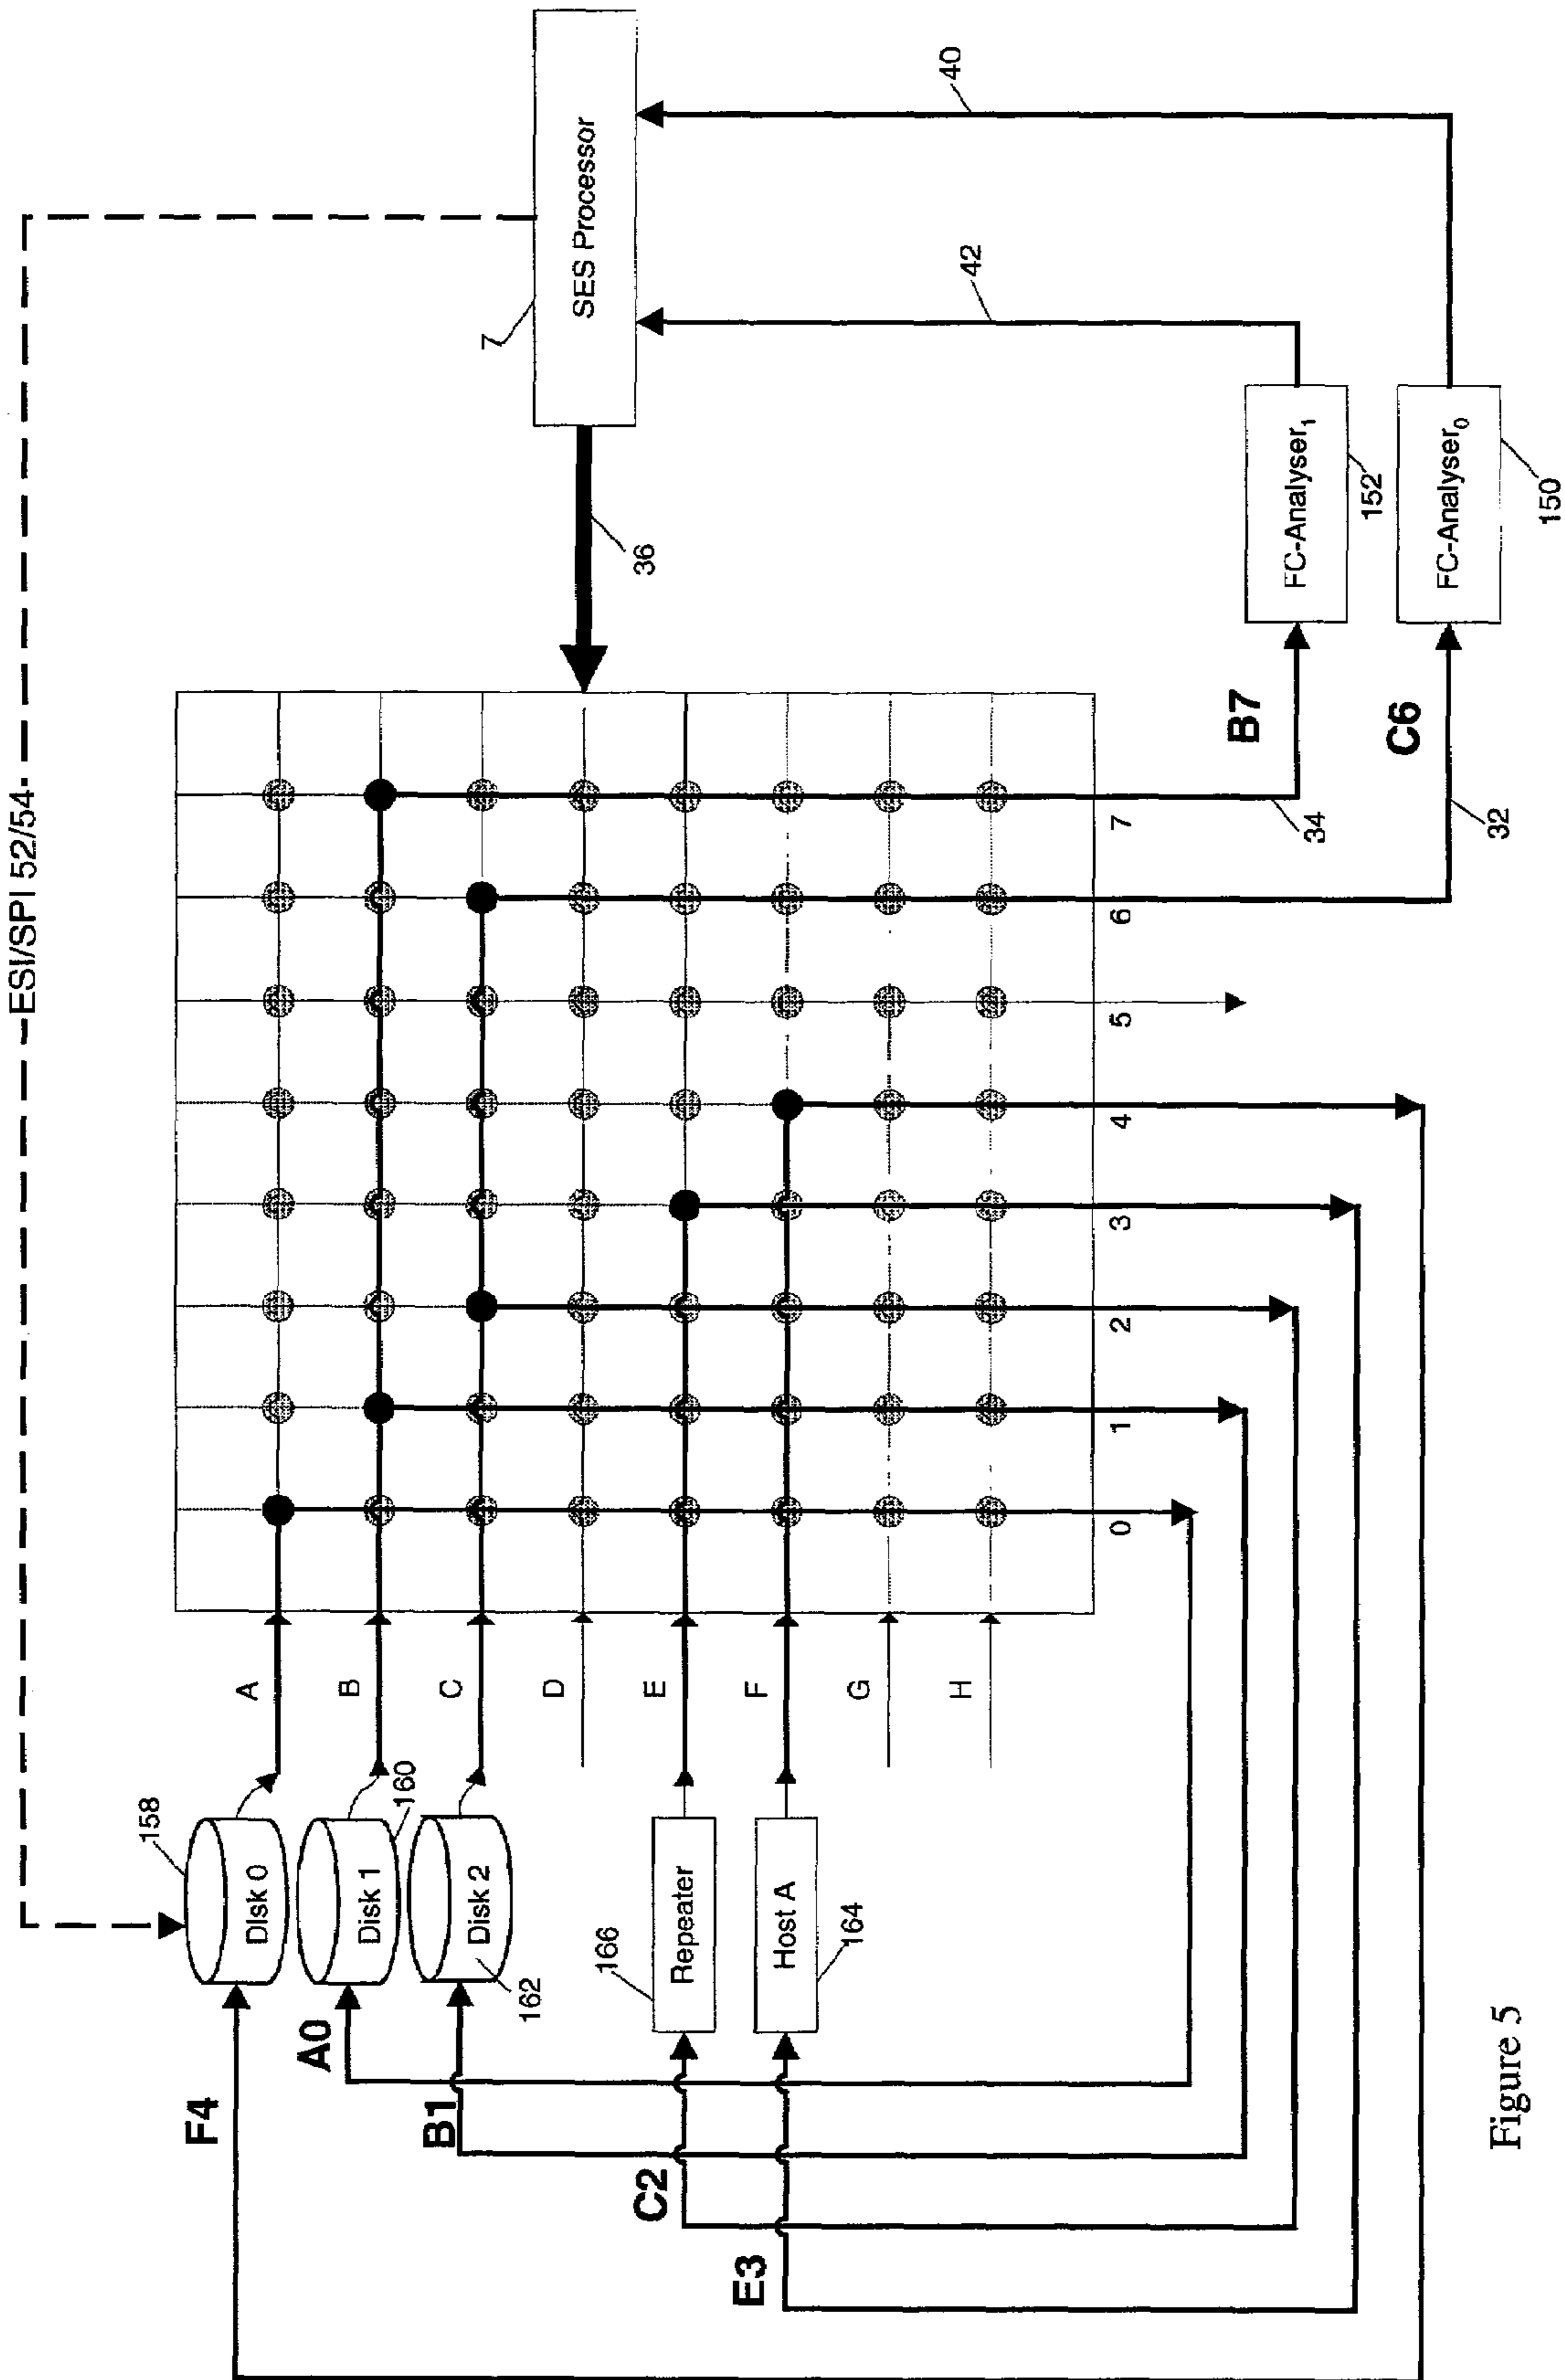 ESI/SPI 52/54
SES Processor
7
40
42
36
FC-Analyser1
152
FC-Analyser0
150
B7
C6
34
32
7
6
5
4
3
2
1
0
A
B
C
D
E
F
G
H
158
160
DIsk 0
Disk 1
Disk 2
162
Repeater
166
Host A
164
F4
A0
B1
C2
E3
Figure 5